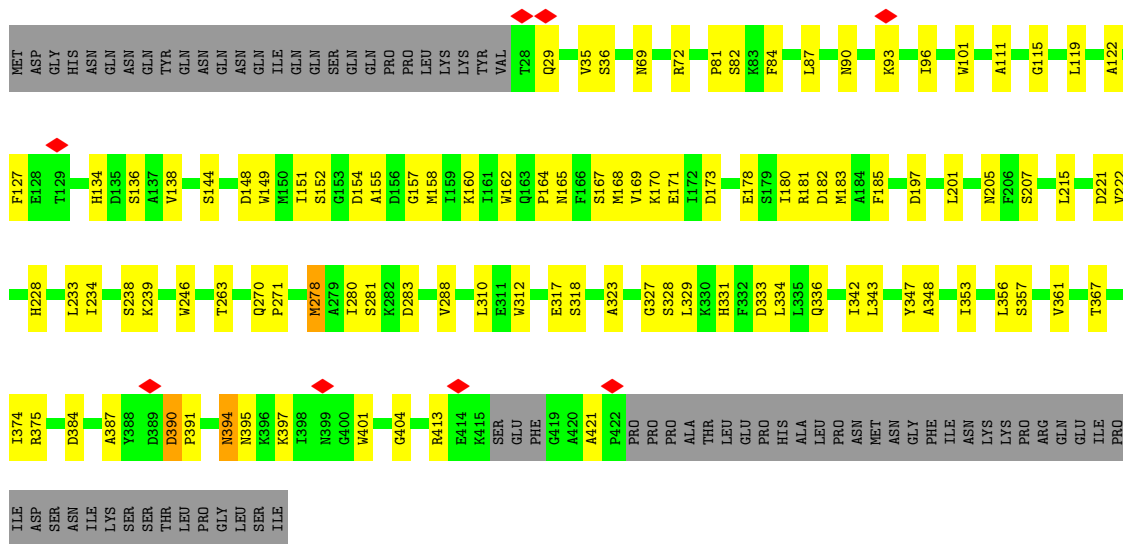 MET ASP GLY HIS ASN GLN ASN GLN TYR GLN ASN GLN ASN GLN ILE GLN GLN SER GLN GLN PRO PRO LEU LYS LYS TYR VAL T28 Q29 V35 S36 N69 R72 P81 S82 K83 F84 L87 N90 K93 I96 W101 A111 G115 L119 A122
F127 E128 T129 H134 D135 S136 A137 V138 S144 D148 W149 M150 I151 S152 G153 D154 A155 D156 G157 M158 I159 K160 I161 W162 Q163 P164 N165 F166 S167 M168 V169 K170 E171 I172 D173 E178 S179 I180 R181 D182 M183 A184 F185 D197 L201 N205 F206 S207 L215 D221 V222
H228 L233 I234 S238 K239 W246 T263 Q270 P271 M278 A279 I280 S281 K282 D283 V288 L310 E311 W312 E317 S318 A323 G327 S328 L329 K330 H331 F332 D333 L334 L335 Q336 I342 L343 Y347 A348 I353 L356 S357 V361 T367
I374 R375 D384 A387 Y388 D389 D390 P391 N394 N395 K396 K397 I398 N399 G400 W401 G404 R413 E414 K415 SER GLU PHE G419 A420 A421 P422 PRO PRO PRO ALA THR LEU GLU PRO HIS ALA LEU PRO ASN MET ASN GLY PHE ILE ASN LYS LYS PRO ARG GLN GLU ILE PRO
ILE ASP SER ASN ILE LYS SER SER THR LEU PRO GLY LEU SER ILE